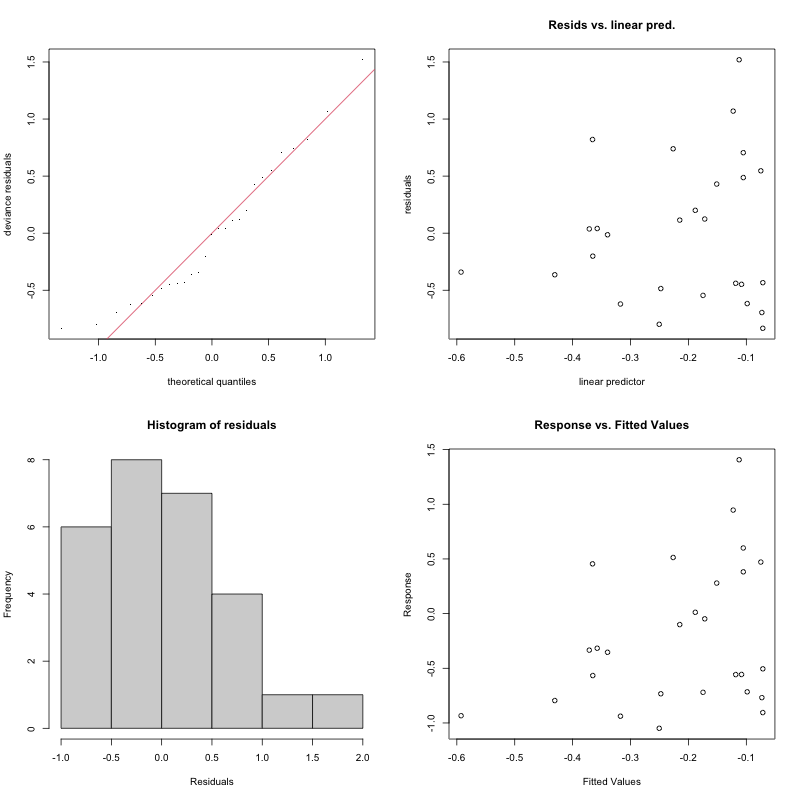 1.5
1.0
0.5
0.0
-0.5
deviance residuals
-1.0 -0.5 0.0 0.5 1.0
theoretical quantiles
Resids vs. linear pred.
1.5
1.0
0.5
0.0
-0.5
residuals
-0.6 -0.5 -0.4 -0.3 -0.2 -0.1
linear predictor
Histogram of residuals
8
6
4
2
0
Frequency
-1.0 -0.5 0.0 0.5 1.0 1.5 2.0
Residuals
Response vs. Fitted Values
1.5
1.0
0.5
0.0
-0.5
-1.0
Response
-0.6 -0.5 -0.4 -0.3 -0.2 -0.1
Fitted Values